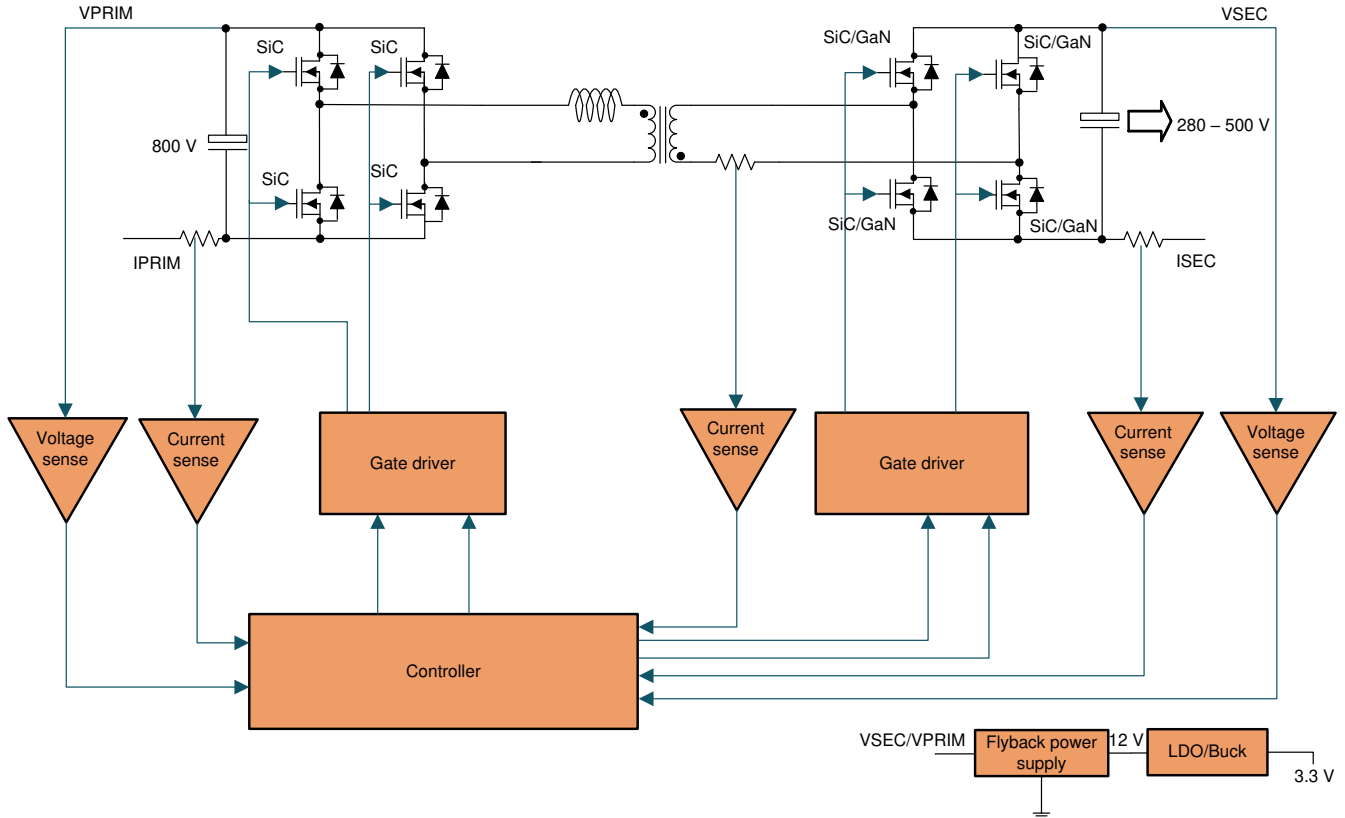 VPRIM
VSEC
SiC
SiC
SiC/GaN
SiC/GaN
800 V
280 – 500 V
SiC
SiC
SiC/GaN
SiC/GaN
IPRIM
ISEC
Voltage
sense
Current
sense
Gate driver
Current
sense
Gate driver
Current
sense
Voltage
sense
Controller
VSEC/VPRIM
Flyback power
supply
12 V
LDO/Buck
3.3 V